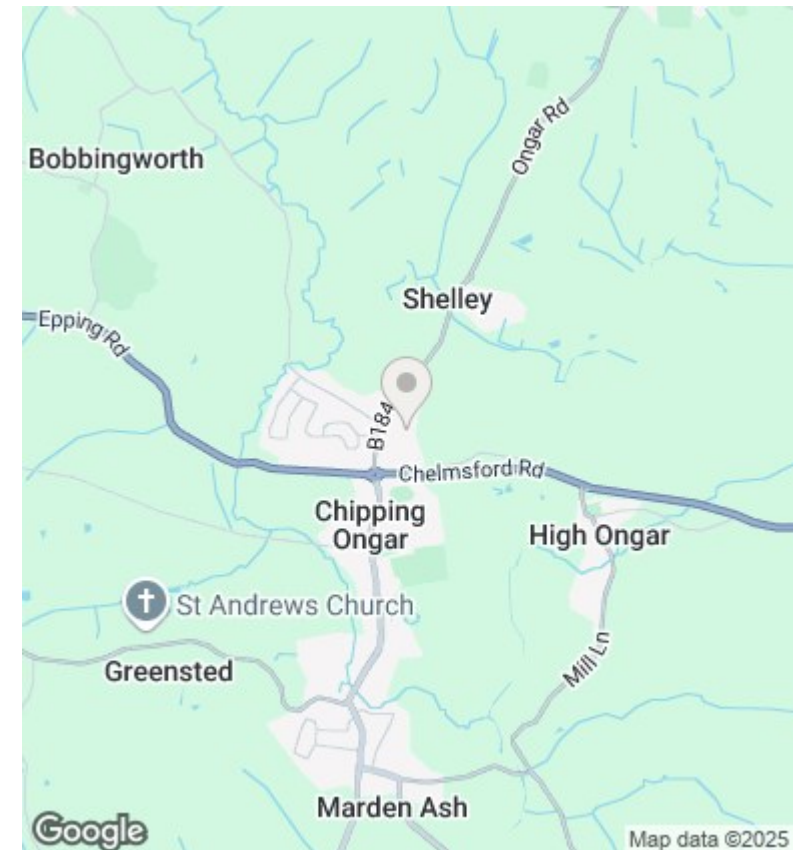 Ongar Rd
Bobbingworth
Shelley
Epping Rd
B184
Chelmsford Rd
Chipping
Ongar
High Ongar
St Andrews Church
Mill Ln
Greensted
Marden Ash
Google
Map data ©2025